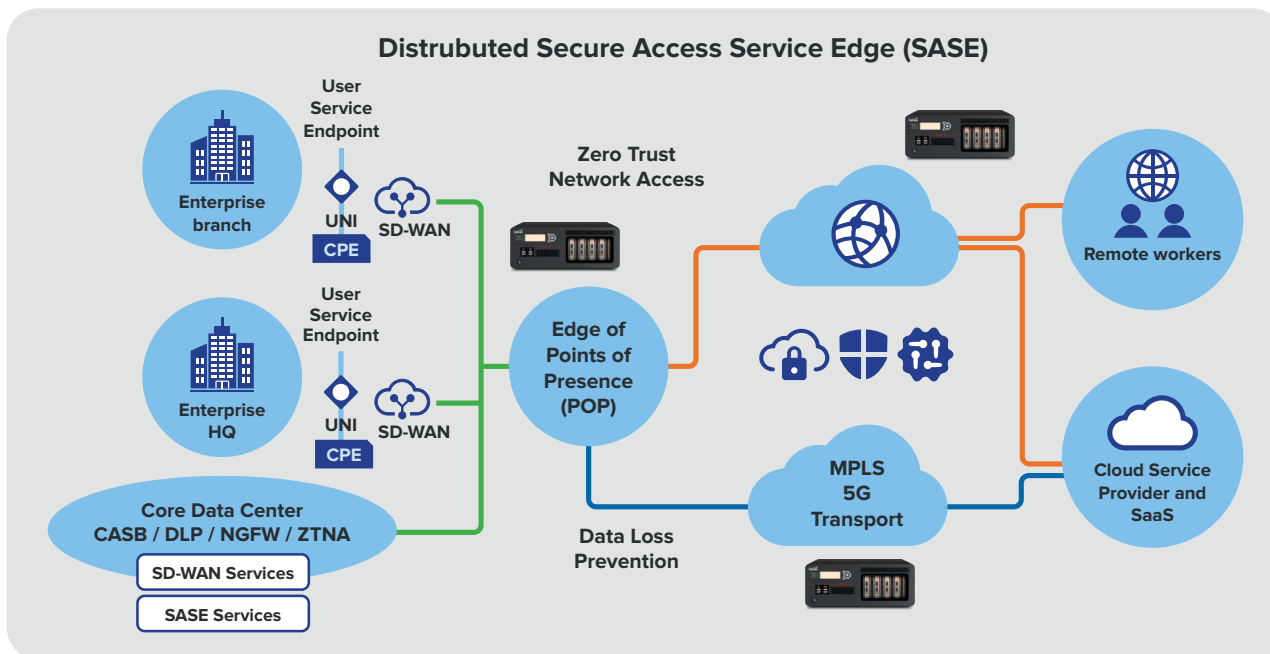 Distrubuted Secure Access Service Edge (SASE)
User
Service
Endpoint
Enterprise
branch
UNI
CPE
SD-WAN
User
Service
Endpoint
Enterprise
HQ
UNI
CPE
SD-WAN
Core Data Center
CASB / DLP / NGFW / ZTNA
SD-WAN Services
SASE Services
Zero Trust
Network Access
Edge of
Points of
Presence
(POP)
Data Loss
Prevention
MPLS
5G
Transport
Remote workers
Cloud Service
Provider and
SaaS